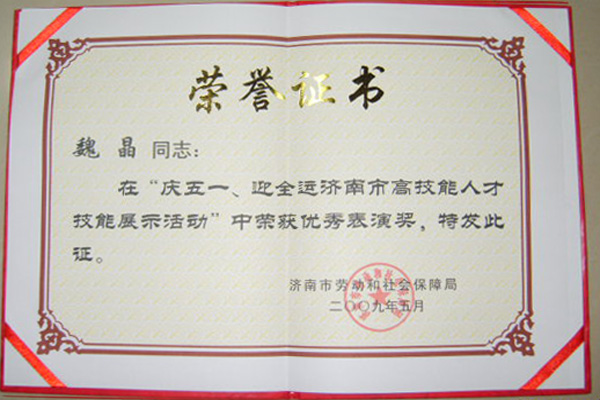 荣誉证书
魏 晶 同志：
在“庆五一、迎全运济南市高技能人才
技能展示活动”中荣获优秀表演奖，特发此
证。
济南市劳动和社会保障局
二〇〇九年五月